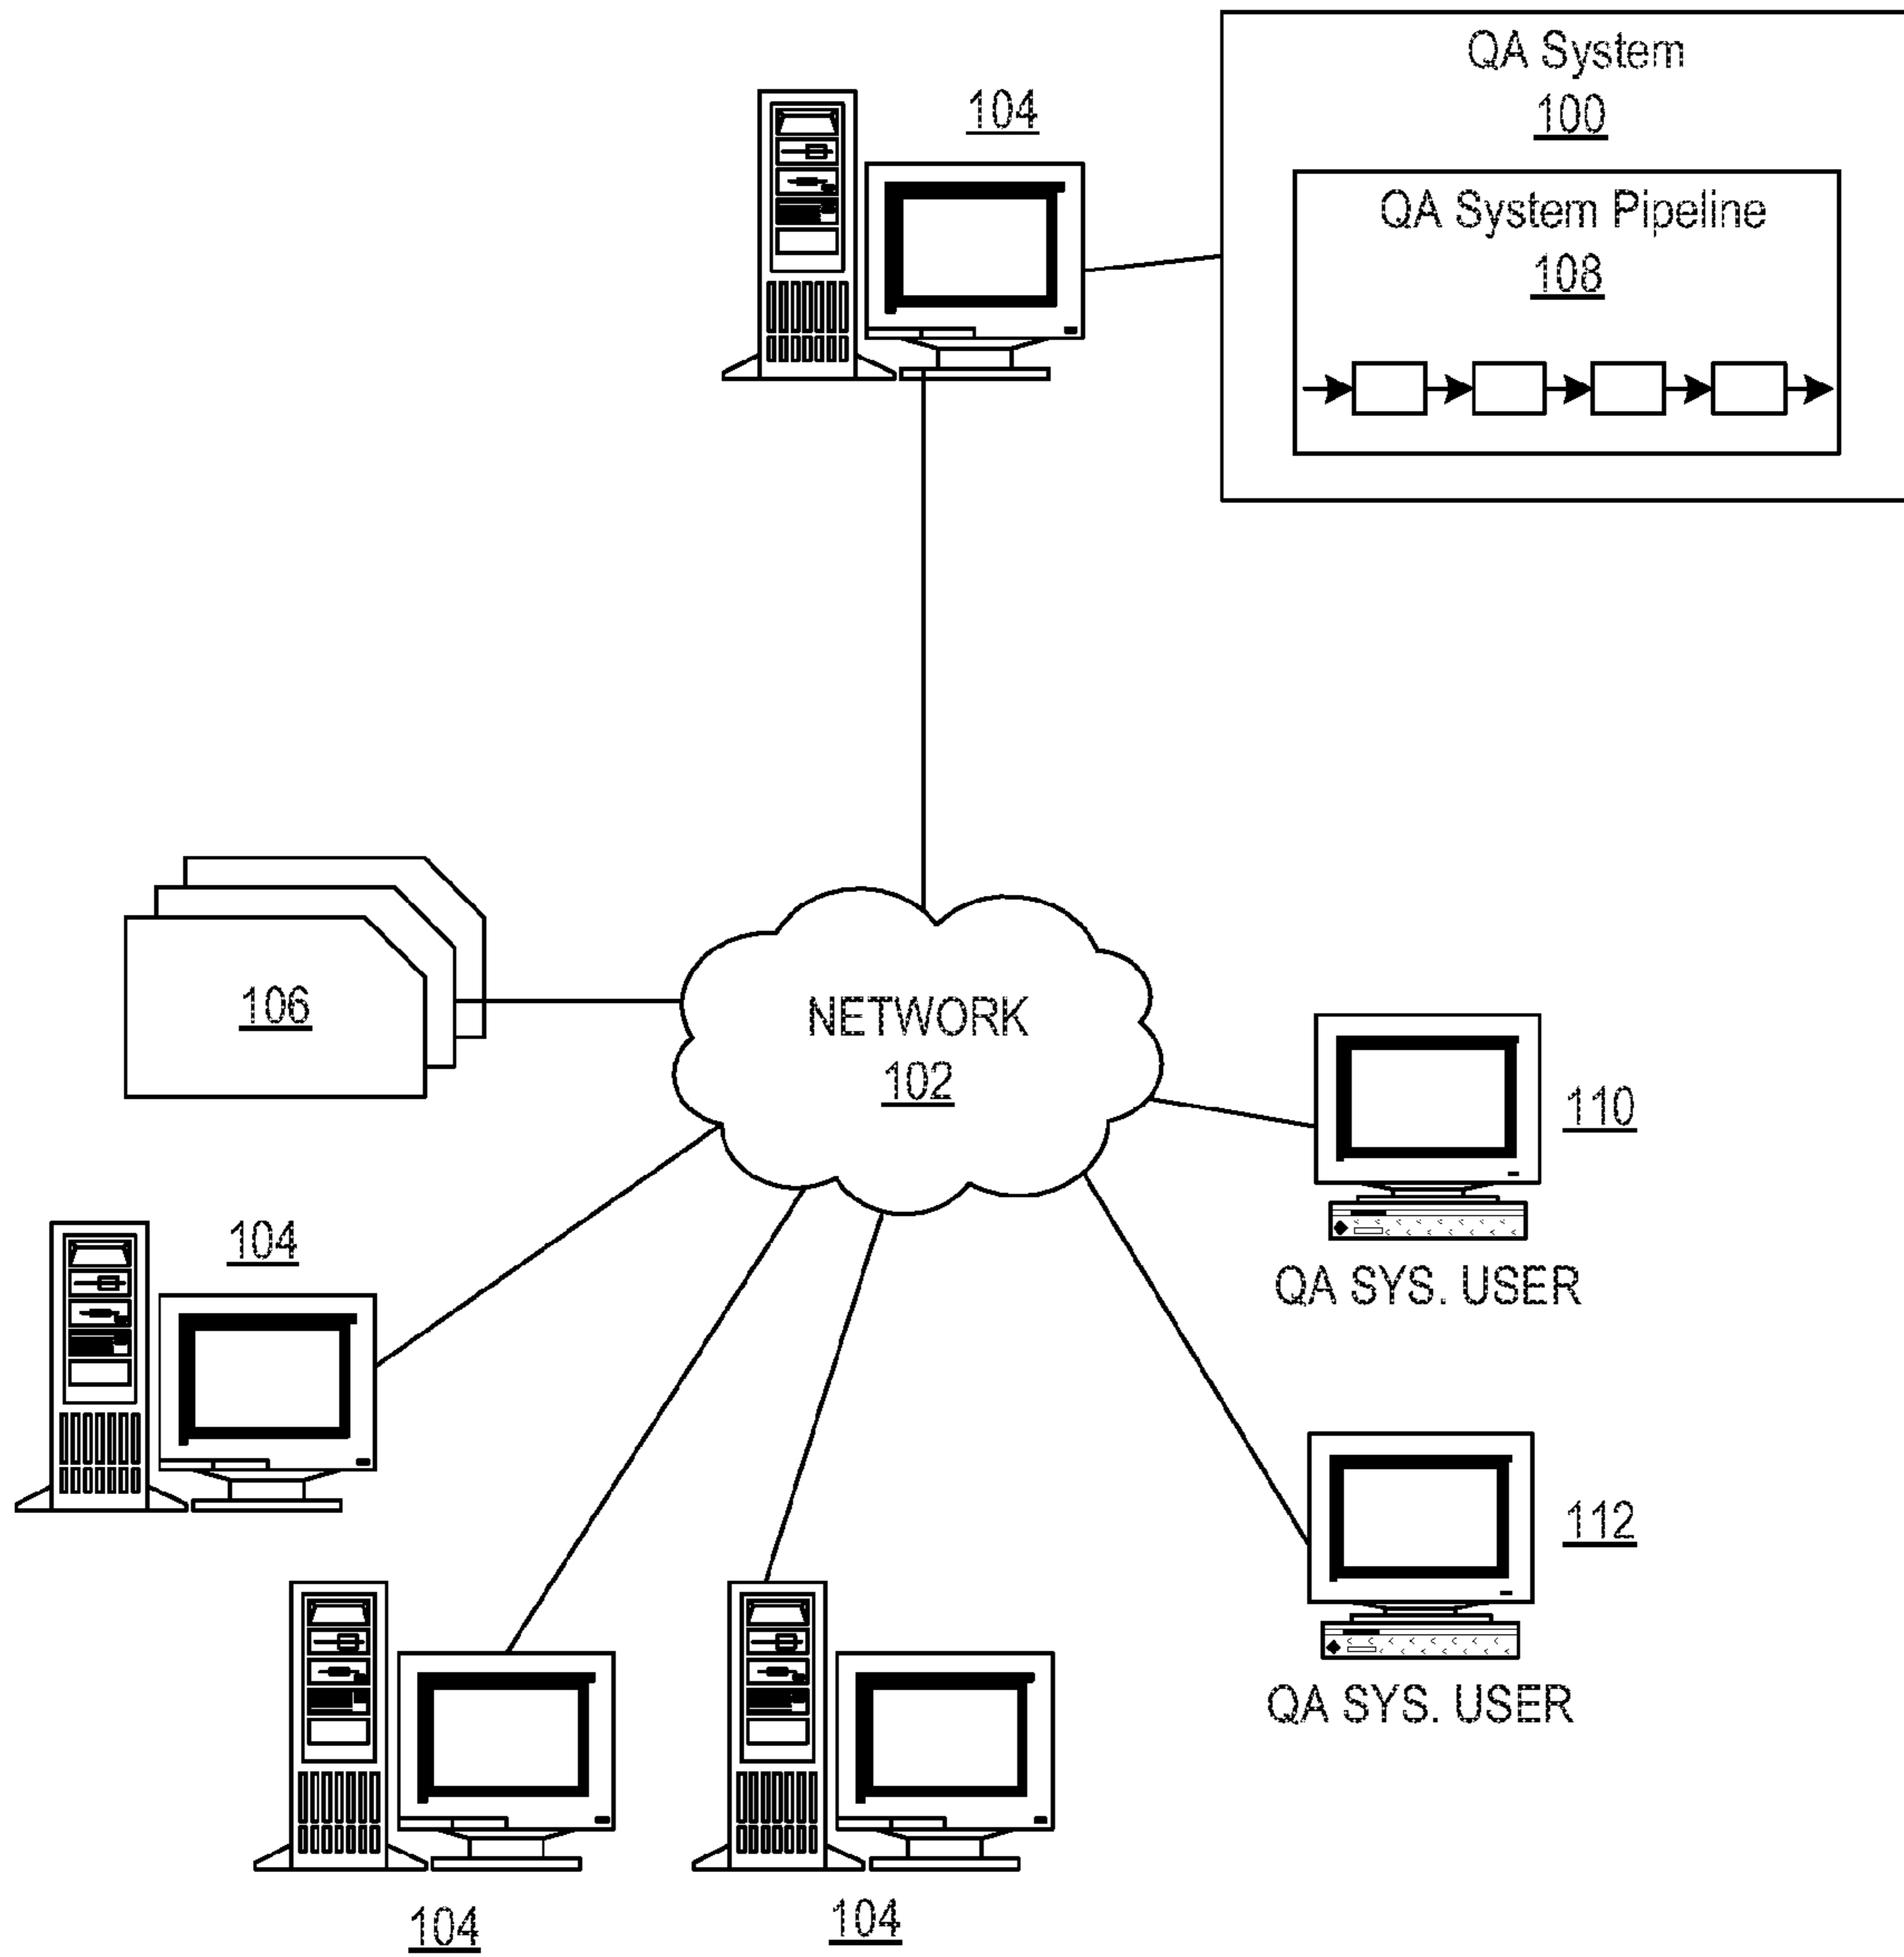 QA System
100
104
QA System Pipeline
108
106
NETWORK
102
110
QA SYS. USER
104
112
QA SYS. USER
104
104